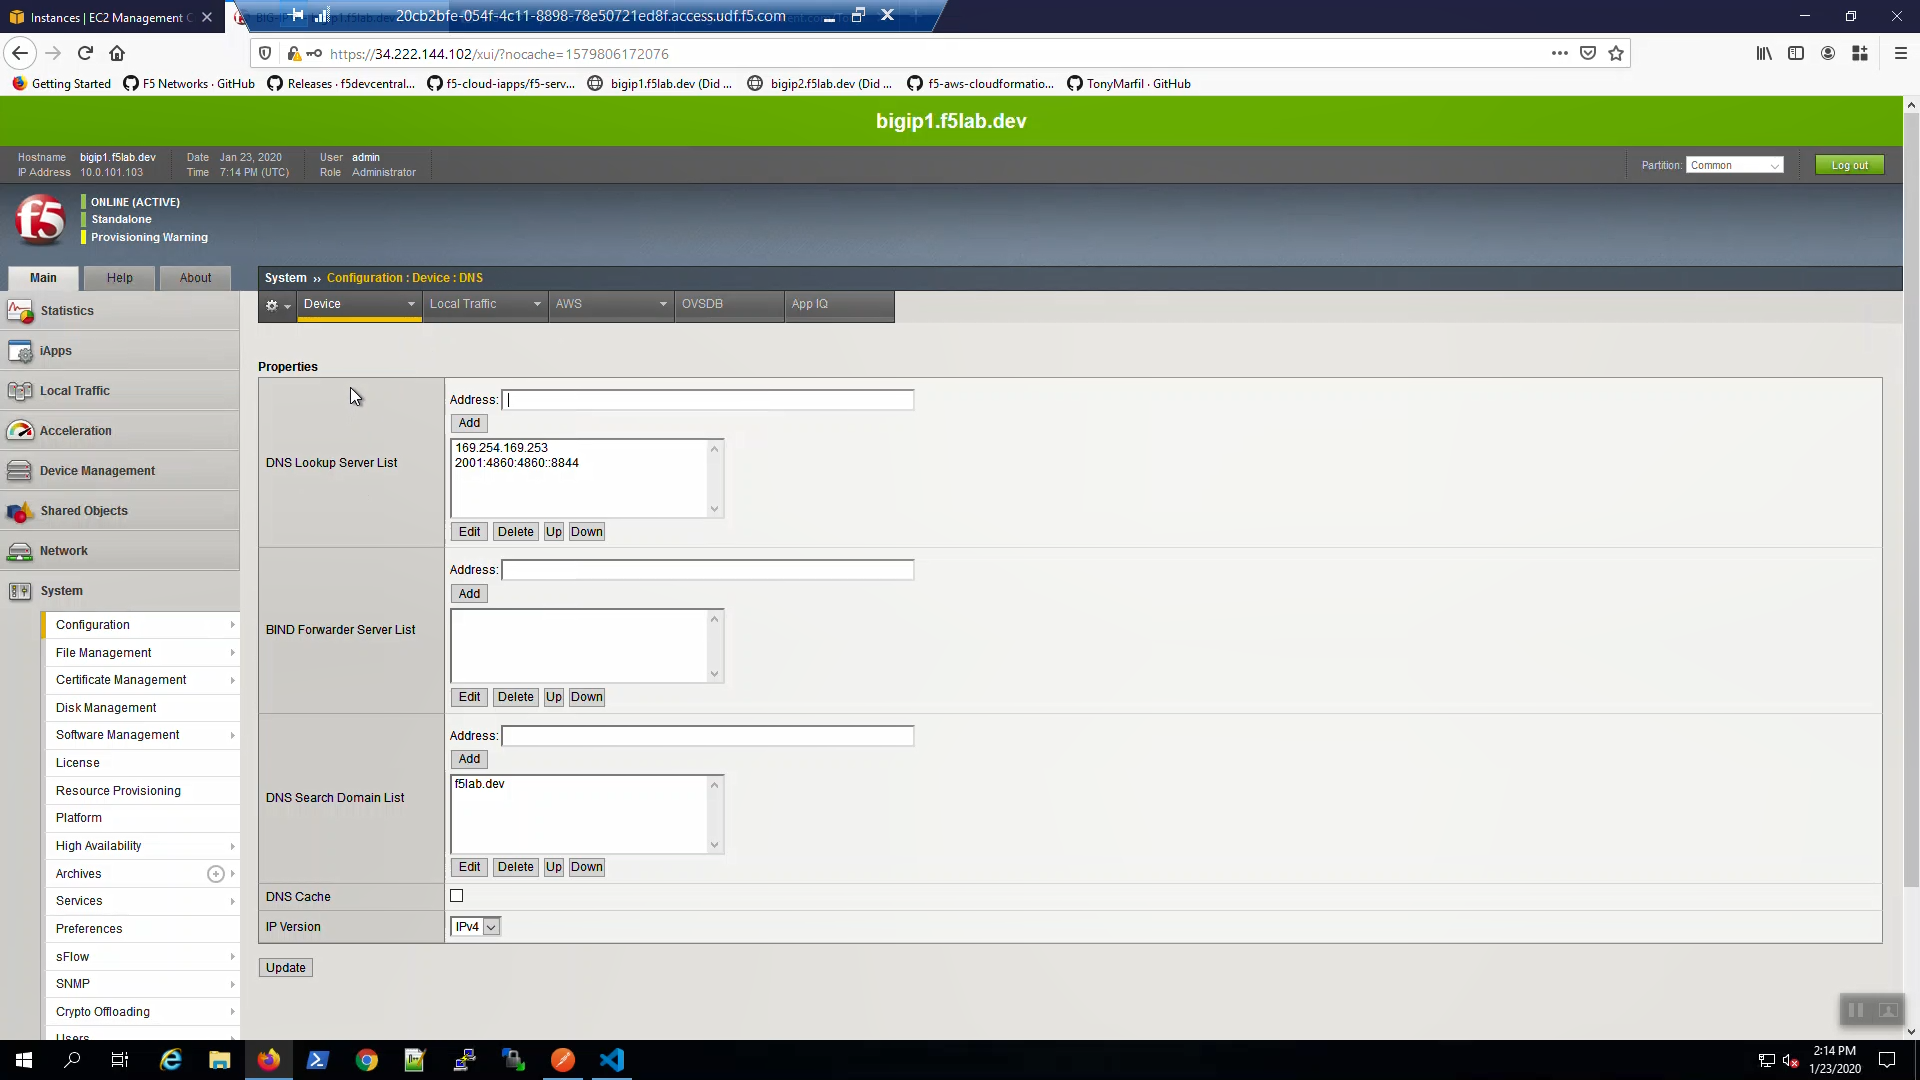 Instances | EC2 Management C
20cb2bfe-054f-4c11-8898-78e50721ed8f.access.udf.f5.com
https://34.222.144.102/xui/?nocache=1579806172076
Getting Started
F5 Networks · GitHub
Releases · f5devcentral...
f5-cloud-iapps/f5-serv...
bigip1.f5lab.dev (Did ...
bigip2.f5lab.dev (Did ...
f5-aws-cloudformatio...
TonyMarfil · GitHub
bigip1.f5lab.dev
Hostname bigip1.f5lab.dev Date Jan 23, 2020 User admin
IP Address 10.0.101.103 Time 7:14 PM (UTC) Role Administrator
Partition: Common
Log out
f5
ONLINE (ACTIVE)
Standalone
Provisioning Warning
Main Help About
System ›› Configuration : Device : DNS
Device Local Traffic AWS OVSDB App IQ
Statistics
iApps
Local Traffic
Acceleration
Device Management
Shared Objects
Network
System
Configuration
File Management
Certificate Management
Disk Management
Software Management
License
Resource Provisioning
Platform
High Availability
Archives
Services
Preferences
sFlow
SNMP
Crypto Offloading
Users
Properties
DNS Lookup Server List
Address:
Add
169.254.169.253
2001:4860:4860::8844
Edit Delete Up Down
BIND Forwarder Server List
Address:
Add
Edit Delete Up Down
DNS Search Domain List
Address:
Add
f5lab.dev
Edit Delete Up Down
DNS Cache
IP Version IPv4
Update
2:14 PM
1/23/2020